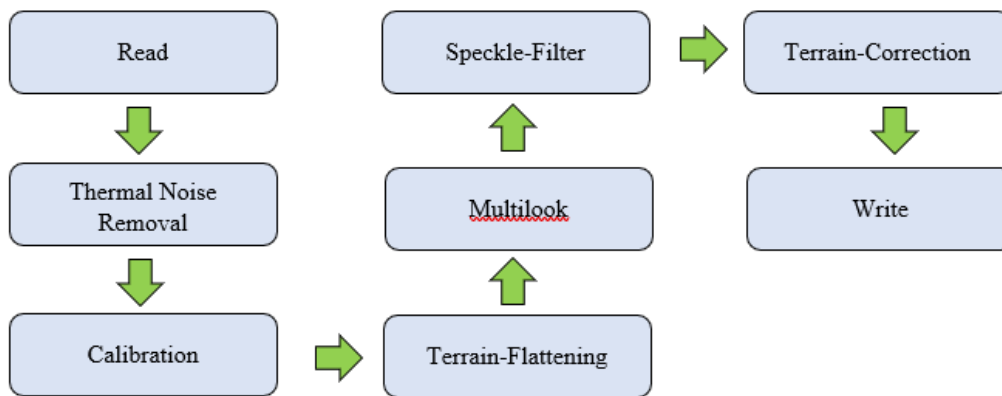 Read
Thermal Noise
Removal
Calibration
Terrain-Flattening
Multilook
Speckle-Filter
Terrain-Correction
Write